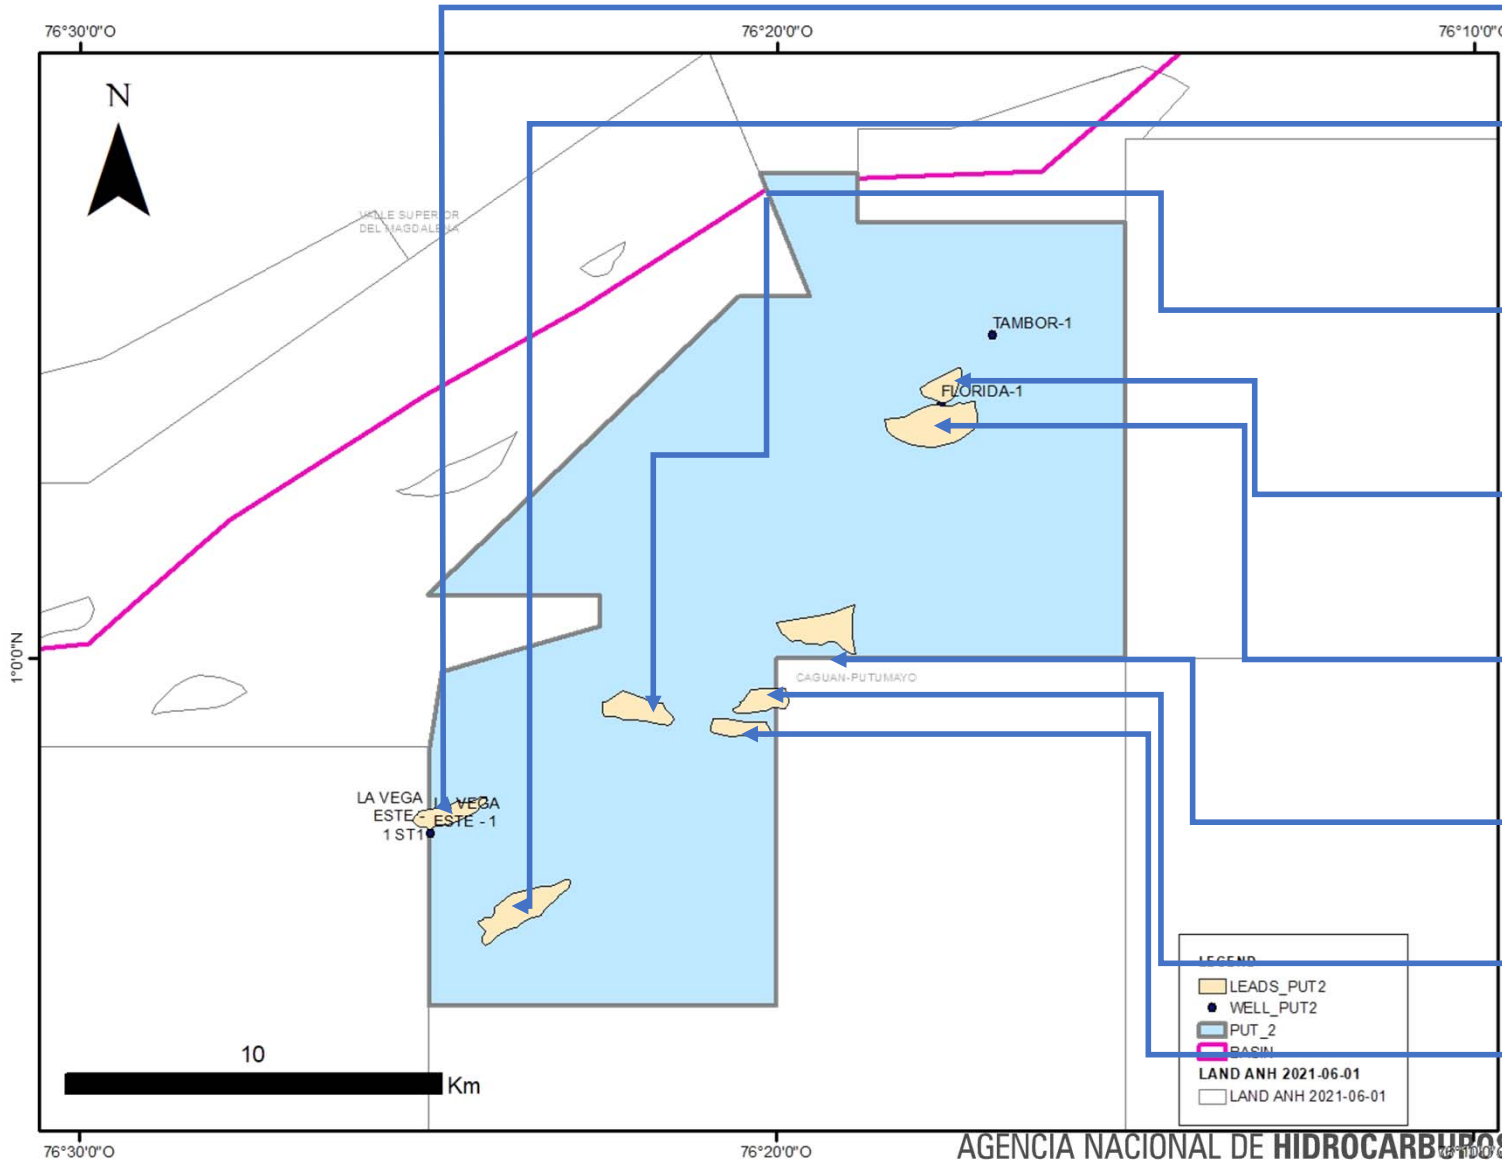 76°30'0"O
76°20'0"O
76°10'0"O
N
VALLE SUPERIOR
DEL MAGDALENA
TAMBOR-1
FLORIDA-1
1°0'0"N
CAGUAN-PUTUMAYO
LA VEGA
ESTE -
1 ST1
LA VEGA
ESTE - 1
LEGEND
LEADS_PUT2
WELL_PUT2
PUT_2
BASIN
LAND ANH 2021-06-01
LAND ANH 2021-06-01
10
Km
76°30'0"O
76°20'0"O
76°10'0"O
AGENCIA NACIONAL DE HIDROCARBUROS